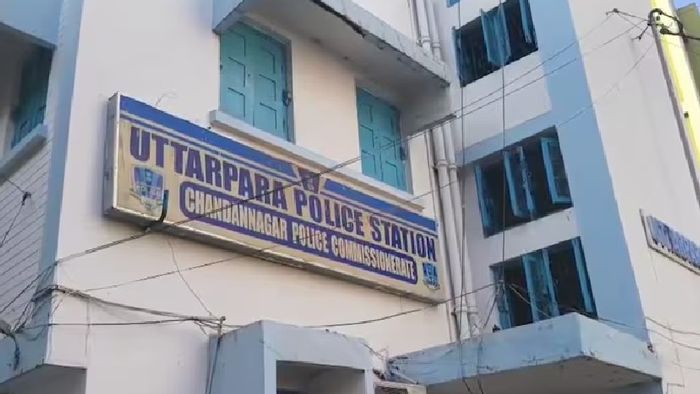 UTTARPARA POLICE STATION
CHANDANNAGAR POLICE COMMISSIONERATE